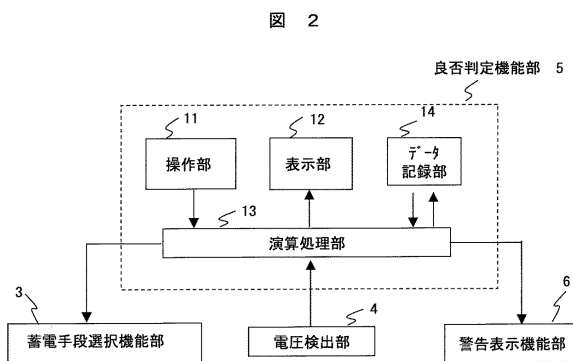 図 2
良否判定機能部 5
11
12
14
操作部
表示部
データ
記録部
13
演算処理部
3
4
6
蓄電手段選択機能部
電圧検出部
警告表示機能部